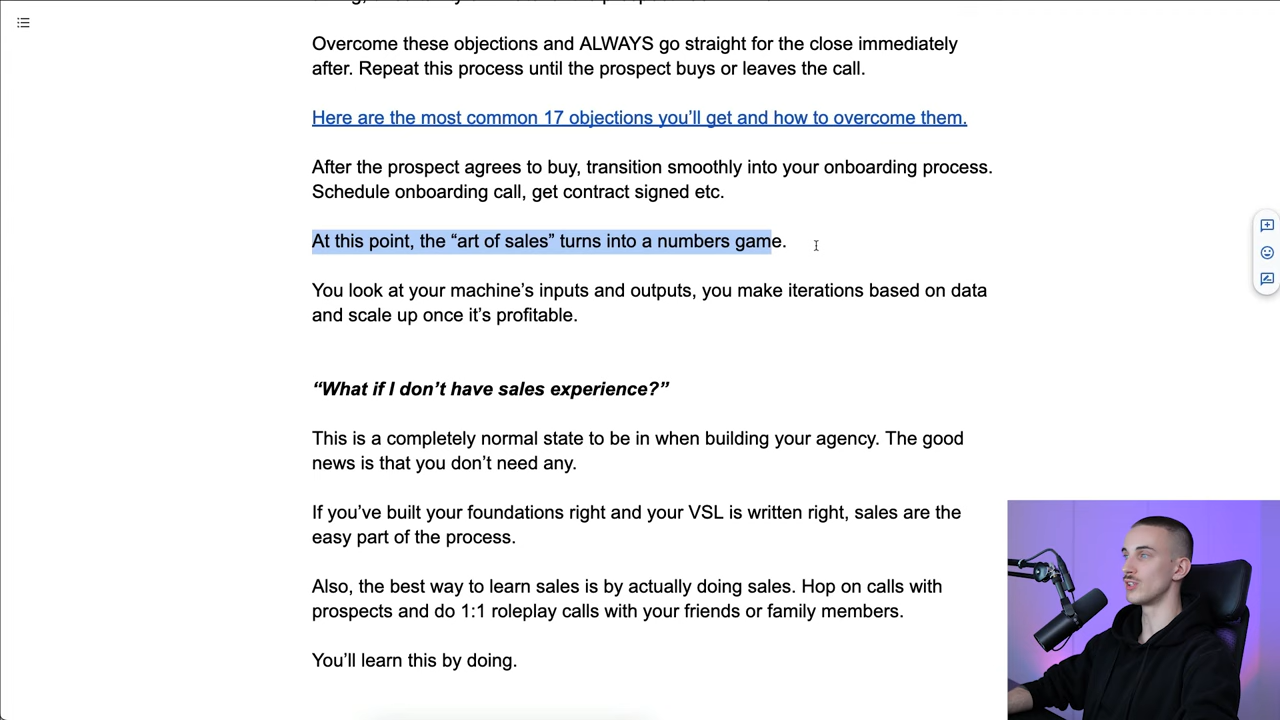 Overcome these objections and ALWAYS go straight for the close immediately
after. Repeat this process until the prospect buys or leaves the call.
Here are the most common 17 objections you’ll get and how to overcome them.
After the prospect agrees to buy, transition smoothly into your onboarding process.
Schedule onboarding call, get contract signed etc.
At this point, the “art of sales” turns into a numbers game.
You look at your machine’s inputs and outputs, you make iterations based on data
and scale up once it’s profitable.
“What if I don’t have sales experience?”
This is a completely normal state to be in when building your agency. The good
news is that you don’t need any.
If you’ve built your foundations right and your VSL is written right, sales are the
easy part of the process.
Also, the best way to learn sales is by actually doing sales. Hop on calls with
prospects and do 1:1 roleplay calls with your friends or family members.
You’ll learn this by doing.